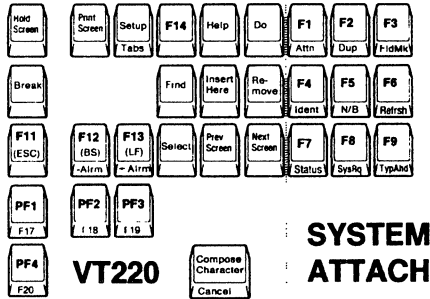 Hold Screen Print Screen Setup F14 Help Do F1 F2 F3
Tabs Attn Dup FldMk
Break Find Insert Here Re-move F4 F5 F6
Ident N/B Refrsh
F11 F12 F13 Select Prev Screen Next Screen F7 F8 F9
(ESC) (BS) (LF)
-Alrm +Alrm Status SysRq TypAhd
PF1 PF2 PF3
F17 F18 F19
PF4 VT220 Compose Character SYSTEM
F20 Cancel ATTACH